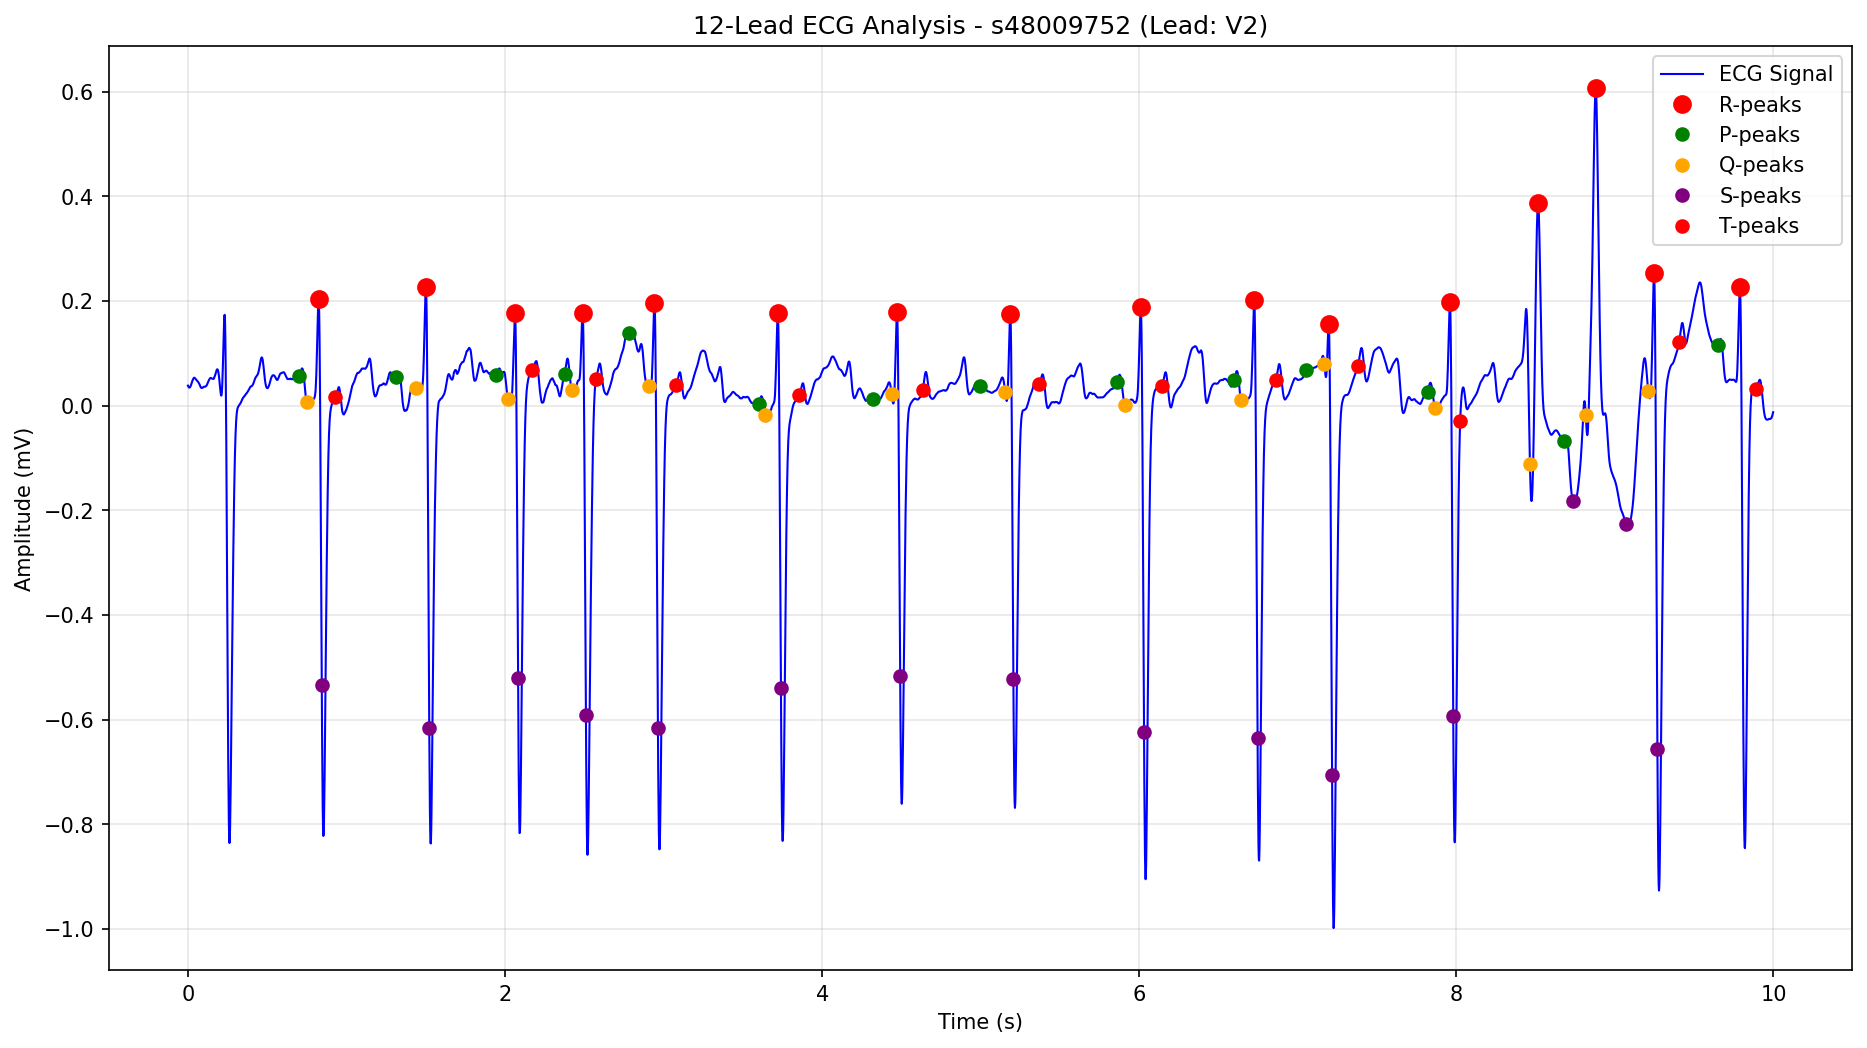 12-Lead ECG Analysis - s48009752 (Lead: V2)
ECG Signal
R-peaks
P-peaks
Q-peaks
S-peaks
T-peaks
Amplitude (mV)
0.6
0.4
0.2
0.0
−0.2
−0.4
−0.6
−0.8
−1.0
0 2 4 6 8 10
Time (s)